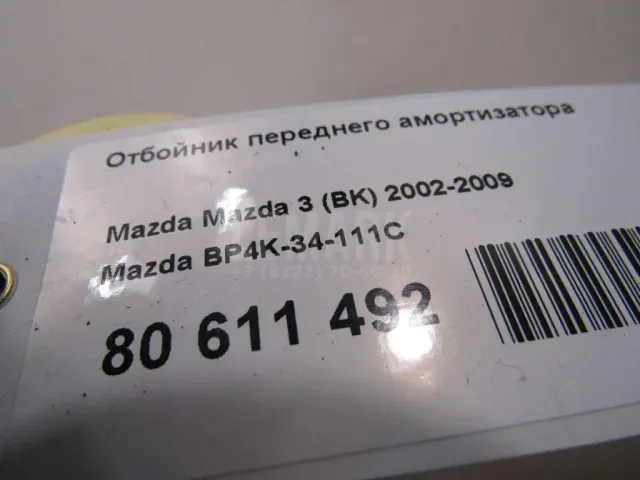 Отбойник переднего амортизатора
Mazda Mazda 3 (BK) 2002-2009
Mazda BP4K-34-111C
80 611 492